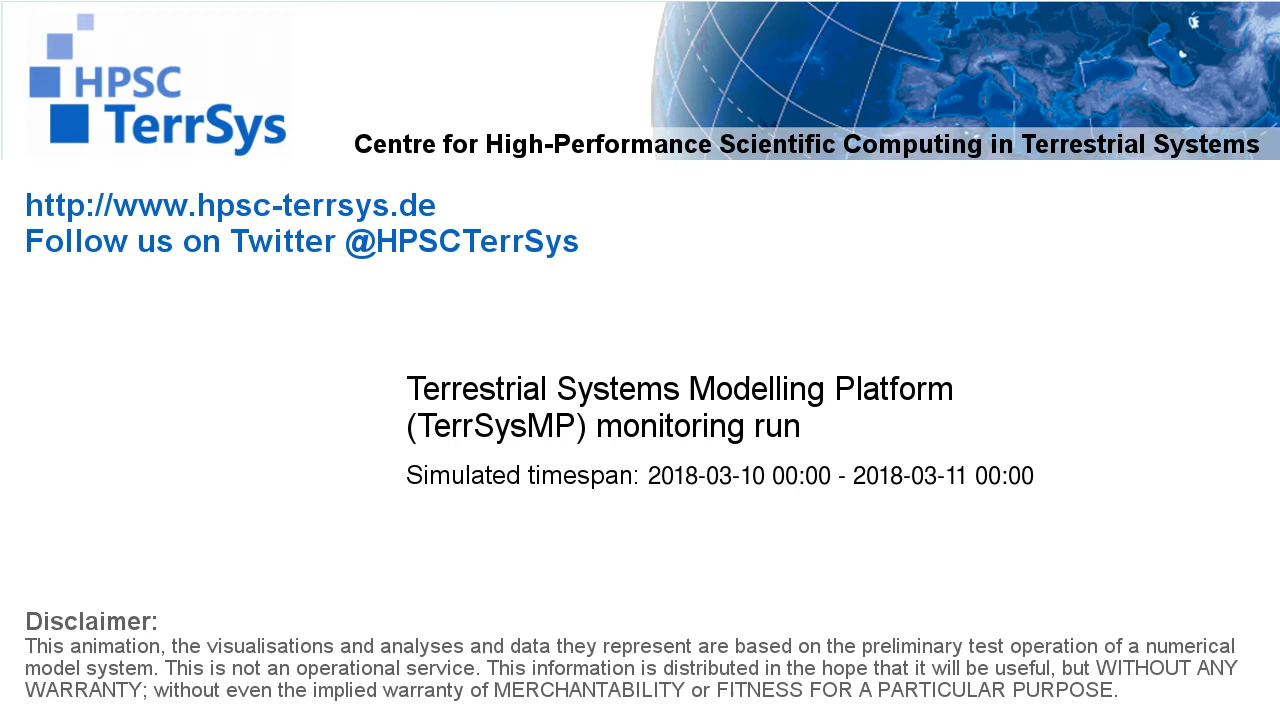 HPSC
TerrSys
Centre for High-Performance Scientific Computing in Terrestrial Systems
http://www.hpsc-terrsys.de
Follow us on Twitter @HPSCTerrSys
Terrestrial Systems Modelling Platform
(TerrSysMP) monitoring run
Simulated timespan: 2018-03-10 00:00 - 2018-03-11 00:00
Disclaimer:
This animation, the visualisations and analyses and data they represent are based on the preliminary test operation of a numerical
model system. This is not an operational service. This information is distributed in the hope that it will be useful, but WITHOUT ANY
WARRANTY; without even the implied warranty of MERCHANTABILITY or FITNESS FOR A PARTICULAR PURPOSE.